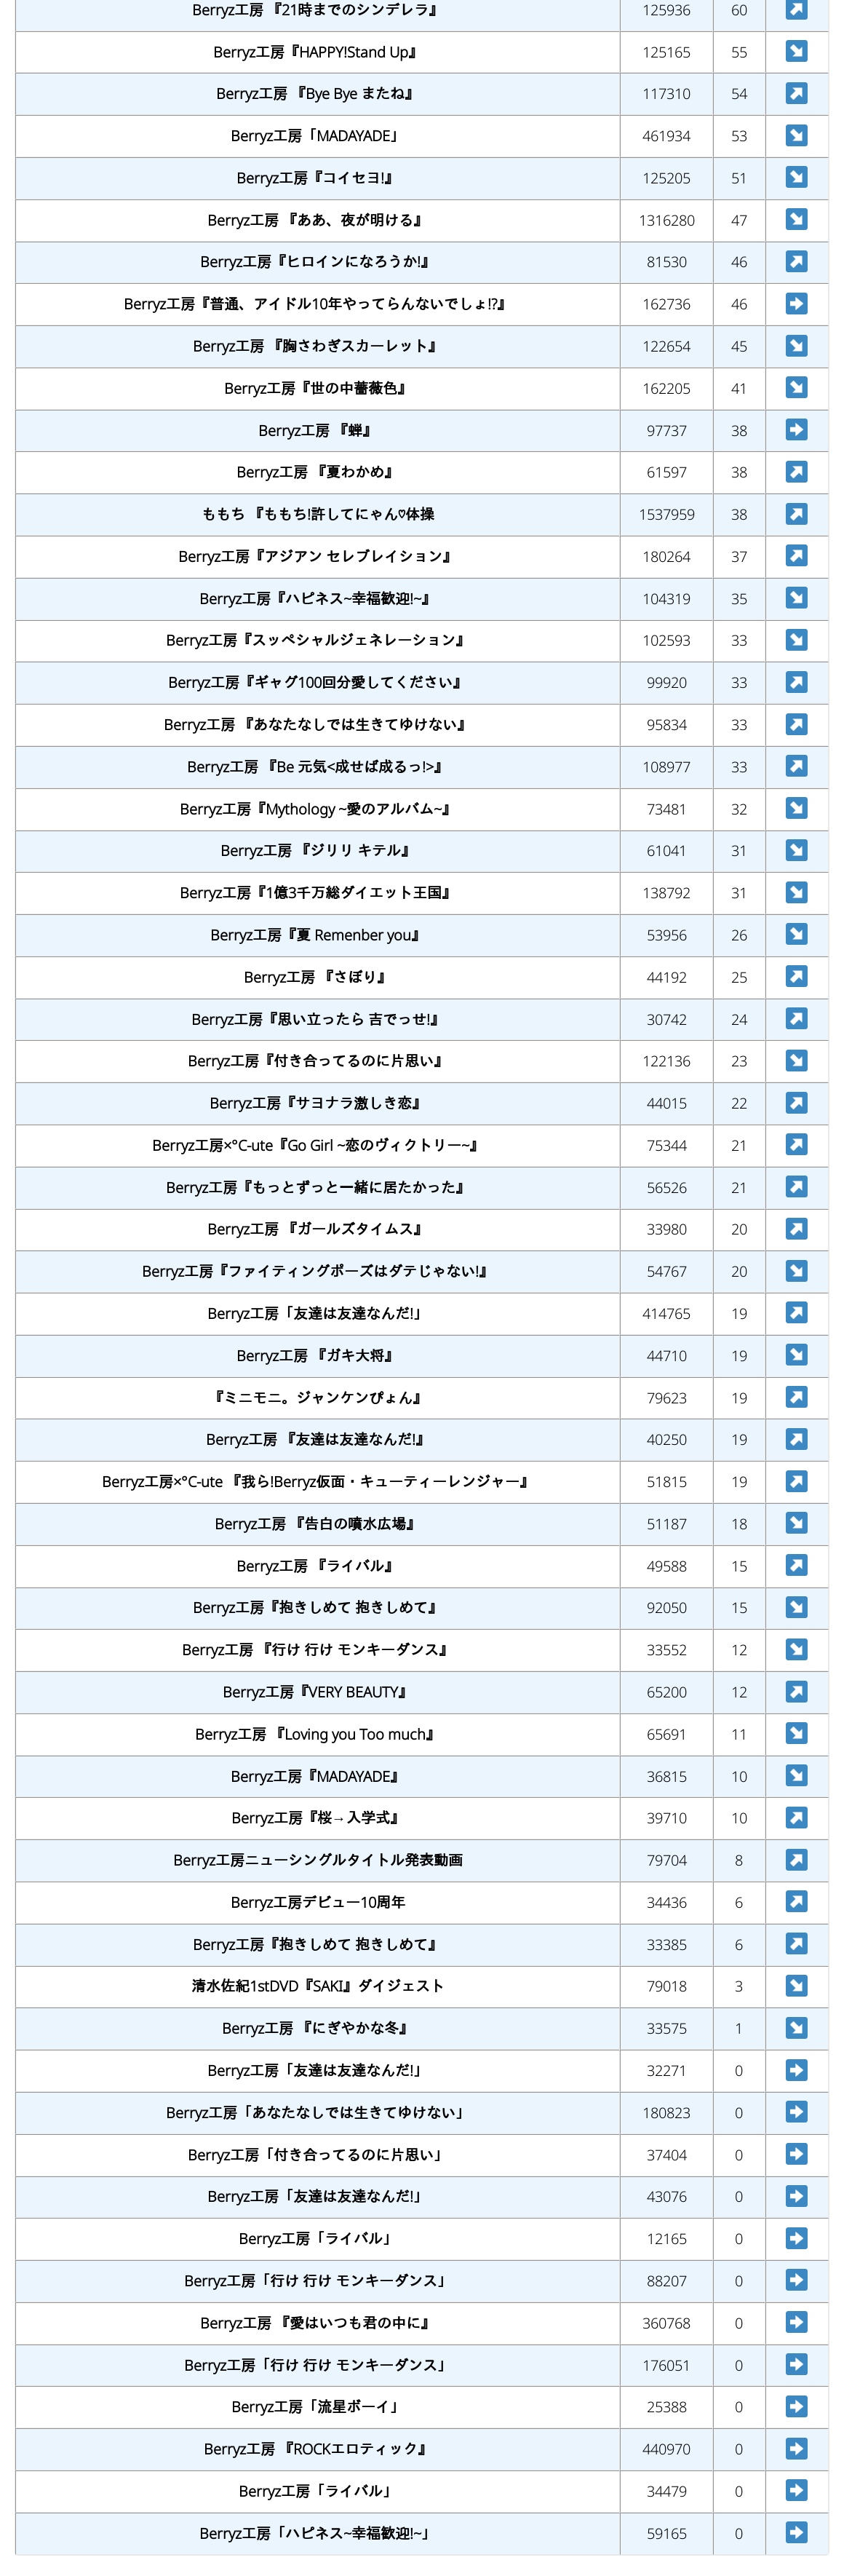 Berryz工房 『21時までのシンデレラ』 125936 60 ↗
Berryz工房『HAPPY!Stand Up』 125165 55 ↘
Berryz工房 『Bye Bye またね』 117310 54 ↗
Berryz工房「MADAYADE」 461934 53 ↘
Berryz工房『コイセヨ!』 125205 51 ↘
Berryz工房 『ああ、夜が明ける』 1316280 47 ↘
Berryz工房『ヒロインになろうか!』 81530 46 ↗
Berryz工房『普通、アイドル10年やってらんないでしょ!?』 162736 46 ➡
Berryz工房 『胸さわぎスカーレット』 122654 45 ↘
Berryz工房『世の中薔薇色』 162205 41 ↘
Berryz工房 『蝉』 97737 38 ➡
Berryz工房 『夏わかめ』 61597 38 ↗
ももち 『ももち!許してにゃん♡体操 1537959 38 ↗
Berryz工房『アジアン セレブレイション』 180264 37 ↗
Berryz工房『ハピネス~幸福歓迎!~』 104319 35 ↘
Berryz工房『スッペシャルジェネレーション』 102593 33 ↘
Berryz工房『ギャグ100回分愛してください』 99920 33 ↗
Berryz工房 『あなたなしでは生きてゆけない』 95834 33 ↗
Berryz工房 『Be 元気<成せば成るっ!>』 108977 33 ↗
Berryz工房『Mythology ~愛のアルバム~』 73481 32 ↘
Berryz工房 『ジリリ キテル』 61041 31 ↘
Berryz工房『1億3千万総ダイエット王国』 138792 31 ↘
Berryz工房『夏 Remenber you』 53956 26 ↘
Berryz工房 『さぼり』 44192 25 ↗
Berryz工房『思い立ったら 吉でっせ!』 30742 24 ↗
Berryz工房『付き合ってるのに片思い』 122136 23 ↘
Berryz工房『サヨナラ激しき恋』 44015 22 ↗
Berryz工房×°C-ute『Go Girl ~恋のヴィクトリー~』 75344 21 ↗
Berryz工房『もっとずっと一緒に居たかった』 56526 21 ↗
Berryz工房 『ガールズタイムス』 33980 20 ↗
Berryz工房『ファイティングポーズはダテじゃない!』 54767 20 ↘
Berryz工房「友達は友達なんだ!」 414765 19 ↗
Berryz工房 『ガキ大将』 44710 19 ↘
『ミニモニ。ジャンケンぴょん』 79623 19 ↗
Berryz工房 『友達は友達なんだ!』 40250 19 ↗
Berryz工房×°C-ute 『我ら!Berryz仮面・キューティーレンジャー』 51815 19 ↗
Berryz工房 『告白の噴水広場』 51187 18 ↘
Berryz工房 『ライバル』 49588 15 ↗
Berryz工房『抱きしめて 抱きしめて』 92050 15 ↘
Berryz工房 『行け 行け モンキーダンス』 33552 12 ↘
Berryz工房『VERY BEAUTY』 65200 12 ↗
Berryz工房 『Loving you Too much』 65691 11 ↘
Berryz工房『MADAYADE』 36815 10 ↘
Berryz工房『桜→入学式』 39710 10 ↗
Berryz工房ニューシングルタイトル発表動画 79704 8 ↗
Berryz工房デビュー10周年 34436 6 ↗
Berryz工房『抱きしめて 抱きしめて』 33385 6 ↗
清水佐紀1stDVD『SAKI』ダイジェスト 79018 3 ↘
Berryz工房 『にぎやかな冬』 33575 1 ↘
Berryz工房「友達は友達なんだ!」 32271 0 ➡
Berryz工房「あなたなしでは生きてゆけない」 180823 0 ➡
Berryz工房「付き合ってるのに片思い」 37404 0 ➡
Berryz工房「友達は友達なんだ!」 43076 0 ➡
Berryz工房「ライバル」 12165 0 ➡
Berryz工房「行け 行け モンキーダンス」 88207 0 ➡
Berryz工房 『愛はいつも君の中に』 360768 0 ➡
Berryz工房「行け 行け モンキーダンス」 176051 0 ➡
Berryz工房「流星ボーイ」 25388 0 ➡
Berryz工房 『ROCKエロティック』 440970 0 ➡
Berryz工房「ライバル」 34479 0 ➡
Berryz工房「ハピネス~幸福歓迎!~」 59165 0 ➡